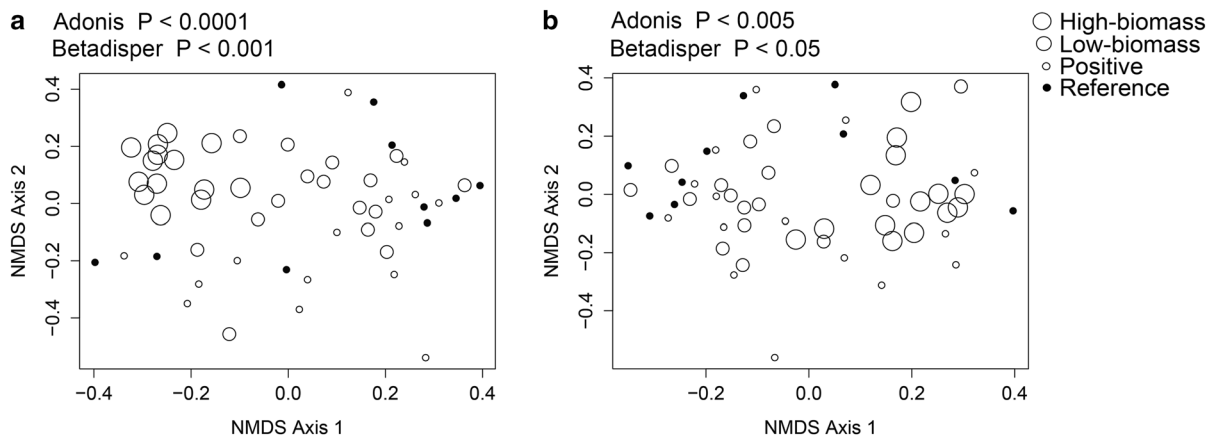 a Adonis P < 0.0001
Betadisper P < 0.001
0.4
0.2
0.0
−0.2
−0.4
NMDS Axis 2
−0.4 −0.2 0.0 0.2 0.4
NMDS Axis 1
b Adonis P < 0.005
Betadisper P < 0.05
0.4
0.2
0.0
−0.2
−0.4
NMDS Axis 2
−0.2 0.0 0.2 0.4
NMDS Axis 1
High-biomass
Low-biomass
Positive
Reference